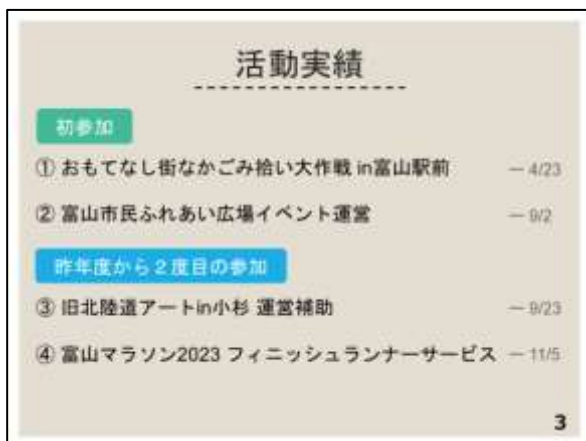 活動実績
初参加
① おもてなし街なかごみ拾い大作戦 in富山駅前 ー 4/23
② 富山市民ふれあい広場イベント運営 ー 9/2
昨年度から２度目の参加
③ 旧北陸道アートin小杉 運営補助 ー 9/23
④ 富山マラソン2023 フィニッシュランナーサービス ー 11/5
3